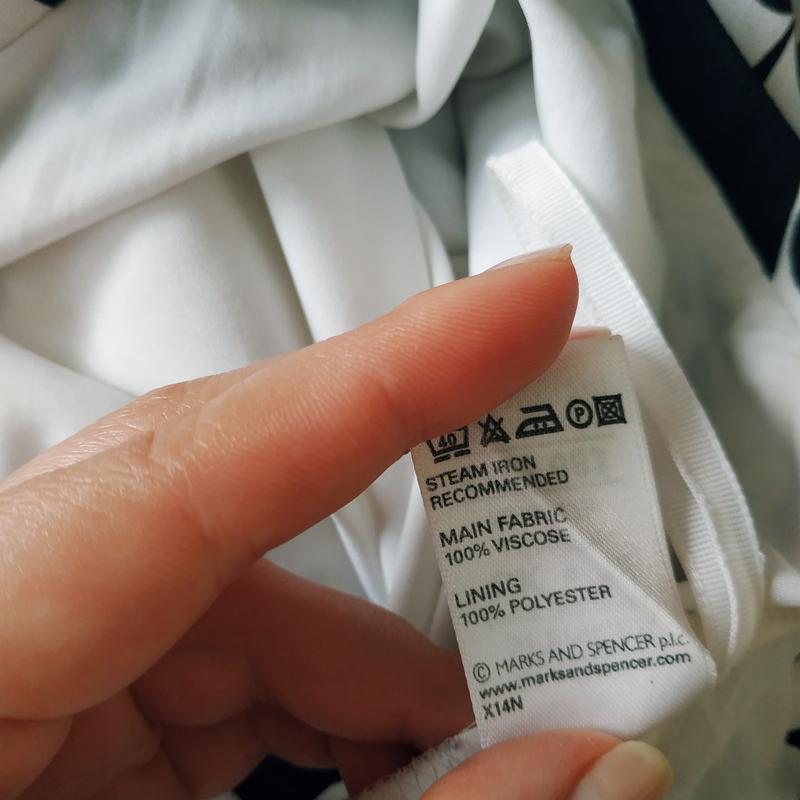 40 P
STEAM IRON
RECOMMENDED
MAIN FABRIC
100% VISCOSE
LINING
100% POLYESTER
© MARKS AND SPENCER p.l.c.
www.marksandspencer.com
X14N